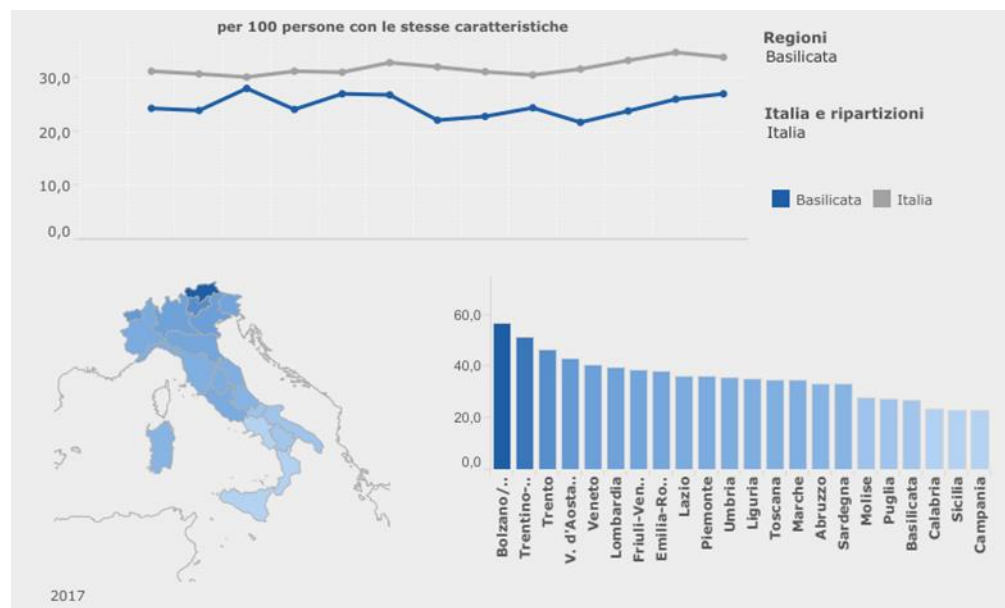 per 100 persone con le stesse caratteristiche
30,0
20,0
10,0
0,0
Regioni
Basilicata
Italia e ripartizioni
Italia
Basilicata Italia
60,0
40,0
20,0
0,0
Bolzano/..
Trentino-..
Trento
V. d'Aosta..
Veneto
Lombardia
Friuli-Ven..
Emilia-Ro..
Lazio
Piemonte
Umbria
Liguria
Toscana
Marche
Abruzzo
Sardegna
Molise
Puglia
Basilicata
Calabria
Sicilia
Campania
2017